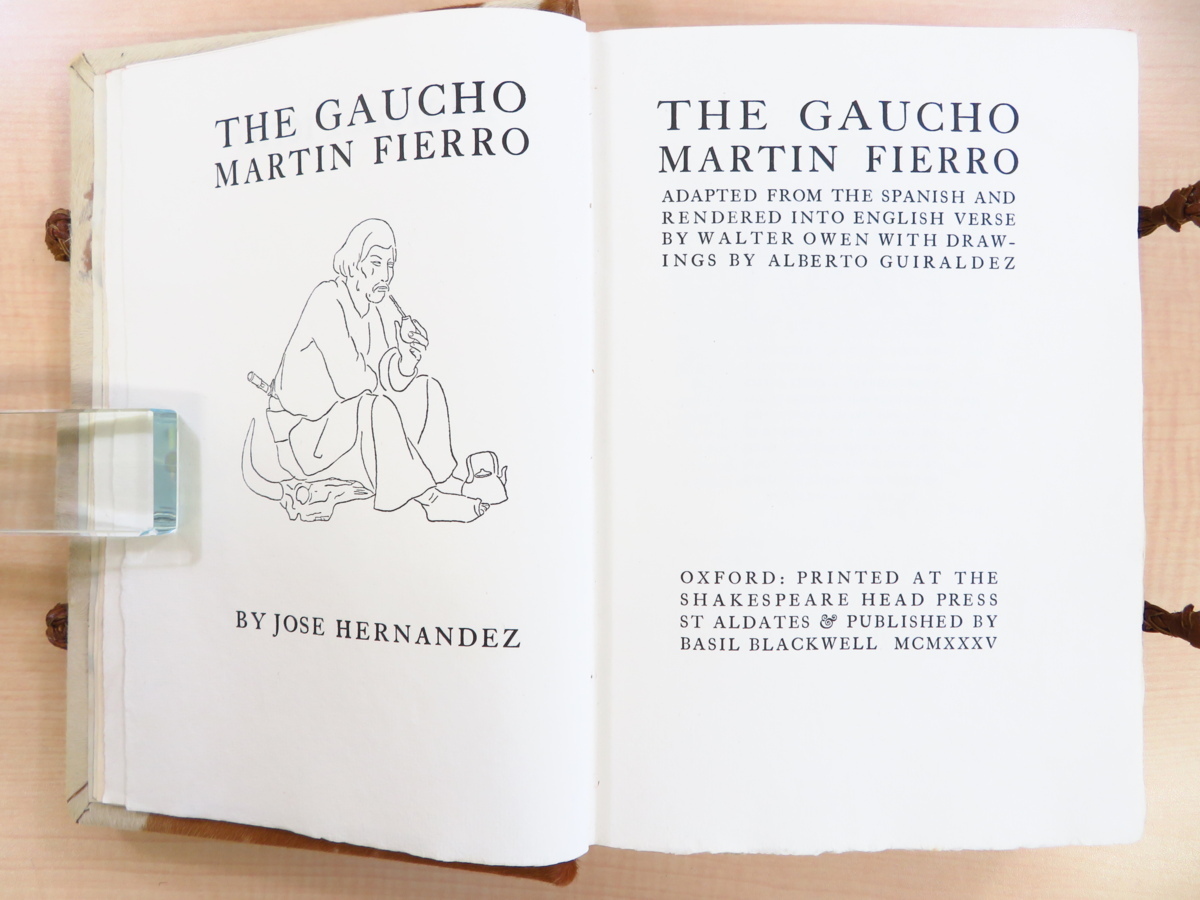 THE GAUCHO
MARTIN FIERRO
BY JOSE HERNANDEZ
THE GAUCHO
MARTIN FIERRO
ADAPTED FROM THE SPANISH AND
RENDERED INTO ENGLISH VERSE
BY WALTER OWEN WITH DRAW-
INGS BY ALBERTO GUIRALDEZ
OXFORD: PRINTED AT THE
SHAKESPEARE HEAD PRESS
ST ALDATES & PUBLISHED BY
BASIL BLACKWELL MCMXXXV